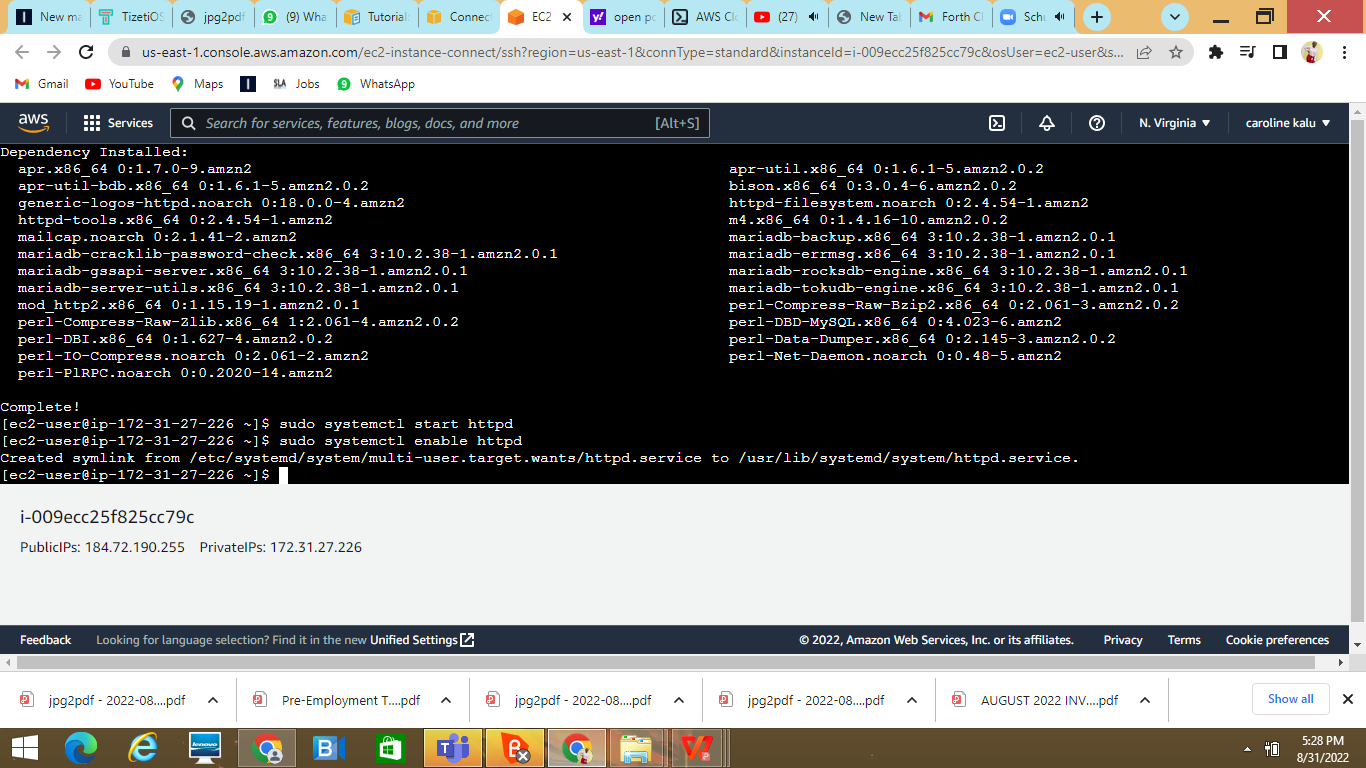 New ma
TizetiOS
jpg2pdf
(9) Wha
Tutorial:
Connect
EC2
open po
AWS Clo
(27)
New Tab
Forth Cl
Schu
us-east-1.console.aws.amazon.com/ec2-instance-connect/ssh?region=us-east-1&connType=standard&instanceId=i-009ecc25f825cc79c&osUser=ec2-user&s...
Gmail YouTube Maps SLA Jobs WhatsApp
aws Services Search for services, features, blogs, docs, and more [Alt+S] N. Virginia caroline kalu
Dependency Installed:
apr.x86_64 0:1.7.0-9.amzn2 apr-util.x86_64 0:1.6.1-5.amzn2.0.2
apr-util-bdb.x86_64 0:1.6.1-5.amzn2.0.2 bison.x86_64 0:3.0.4-6.amzn2.0.2
generic-logos-httpd.noarch 0:18.0.0-4.amzn2 httpd-filesystem.noarch 0:2.4.54-1.amzn2
httpd-tools.x86_64 0:2.4.54-1.amzn2 m4.x86_64 0:1.4.16-10.amzn2.0.2
mailcap.noarch 0:2.1.41-2.amzn2 mariadb-backup.x86_64 3:10.2.38-1.amzn2.0.1
mariadb-cracklib-password-check.x86_64 3:10.2.38-1.amzn2.0.1 mariadb-errmsg.x86_64 3:10.2.38-1.amzn2.0.1
mariadb-gssapi-server.x86_64 3:10.2.38-1.amzn2.0.1 mariadb-rocksdb-engine.x86_64 3:10.2.38-1.amzn2.0.1
mariadb-server-utils.x86_64 3:10.2.38-1.amzn2.0.1 mariadb-tokudb-engine.x86_64 3:10.2.38-1.amzn2.0.1
mod_http2.x86_64 0:1.15.19-1.amzn2.0.1 perl-Compress-Raw-Bzip2.x86_64 0:2.061-3.amzn2.0.2
perl-Compress-Raw-Zlib.x86_64 1:2.061-4.amzn2.0.2 perl-DBD-MySQL.x86_64 0:4.023-6.amzn2
perl-DBI.x86_64 0:1.627-4.amzn2.0.2 perl-Data-Dumper.x86_64 0:2.145-3.amzn2.0.2
perl-IO-Compress.noarch 0:2.061-2.amzn2 perl-Net-Daemon.noarch 0:0.48-5.amzn2
perl-PlRPC.noarch 0:0.2020-14.amzn2
Complete!
[ec2-user@ip-172-31-27-226 ~]$ sudo systemctl start httpd
[ec2-user@ip-172-31-27-226 ~]$ sudo systemctl enable httpd
Created symlink from /etc/systemd/system/multi-user.target.wants/httpd.service to /usr/lib/systemd/system/httpd.service.
[ec2-user@ip-172-31-27-226 ~]$
i-009ecc25f825cc79c
PublicIPs: 184.72.190.255 PrivateIPs: 172.31.27.226
Feedback Looking for language selection? Find it in the new Unified Settings © 2022, Amazon Web Services, Inc. or its affiliates. Privacy Terms Cookie preferences
jpg2pdf - 2022-08....pdf Pre-Employment T....pdf jpg2pdf - 2022-08....pdf jpg2pdf - 2022-08....pdf AUGUST 2022 INV....pdf Show all
lenovo
5:28 PM
8/31/2022